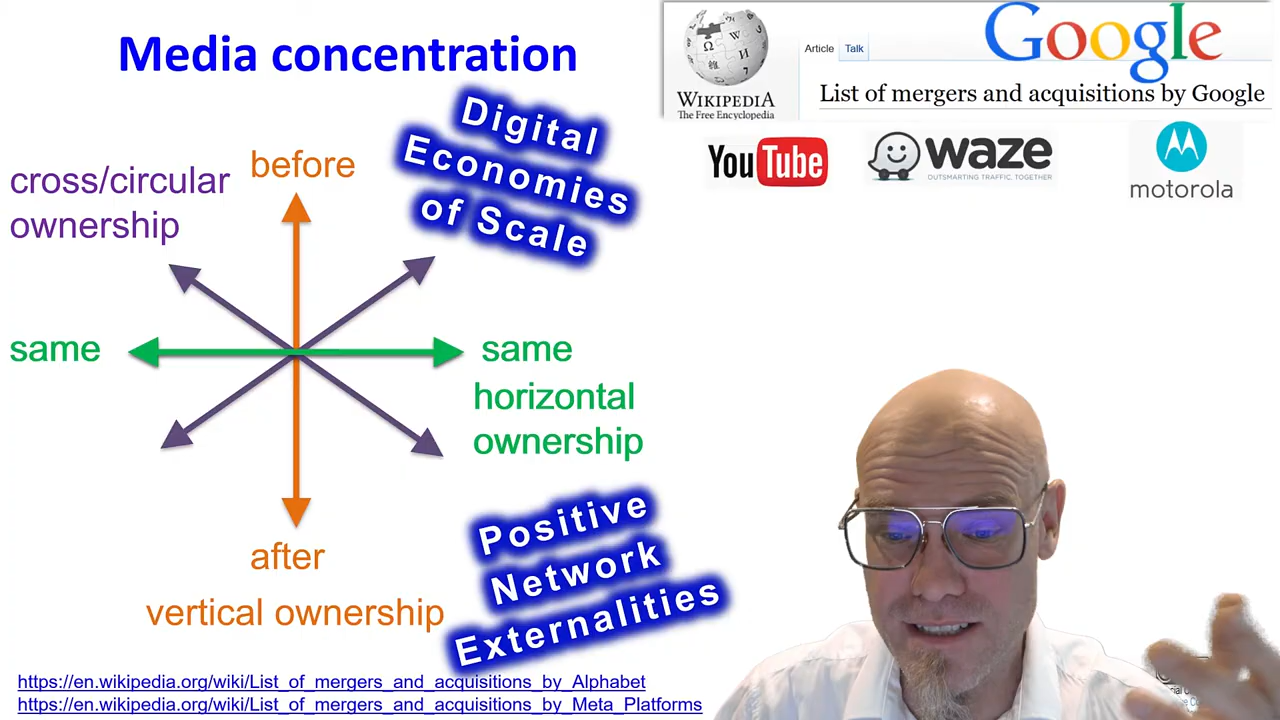 Media concentration
Digital
Economies
of Scale
cross/circular
ownership
before
same
same
horizontal
ownership
after
vertical ownership
Positive
Network
Externalities
https://en.wikipedia.org/wiki/List_of_mergers_and_acquisitions_by_Alphabet
https://en.wikipedia.org/wiki/List_of_mergers_and_acquisitions_by_Meta_Platforms
WIKIPEDIA
The Free Encyclopedia
Article Talk
Google
List of mergers and acquisitions by Google
YouTube
waze
OUTSMARTING TRAFFIC. TOGETHER
motorola